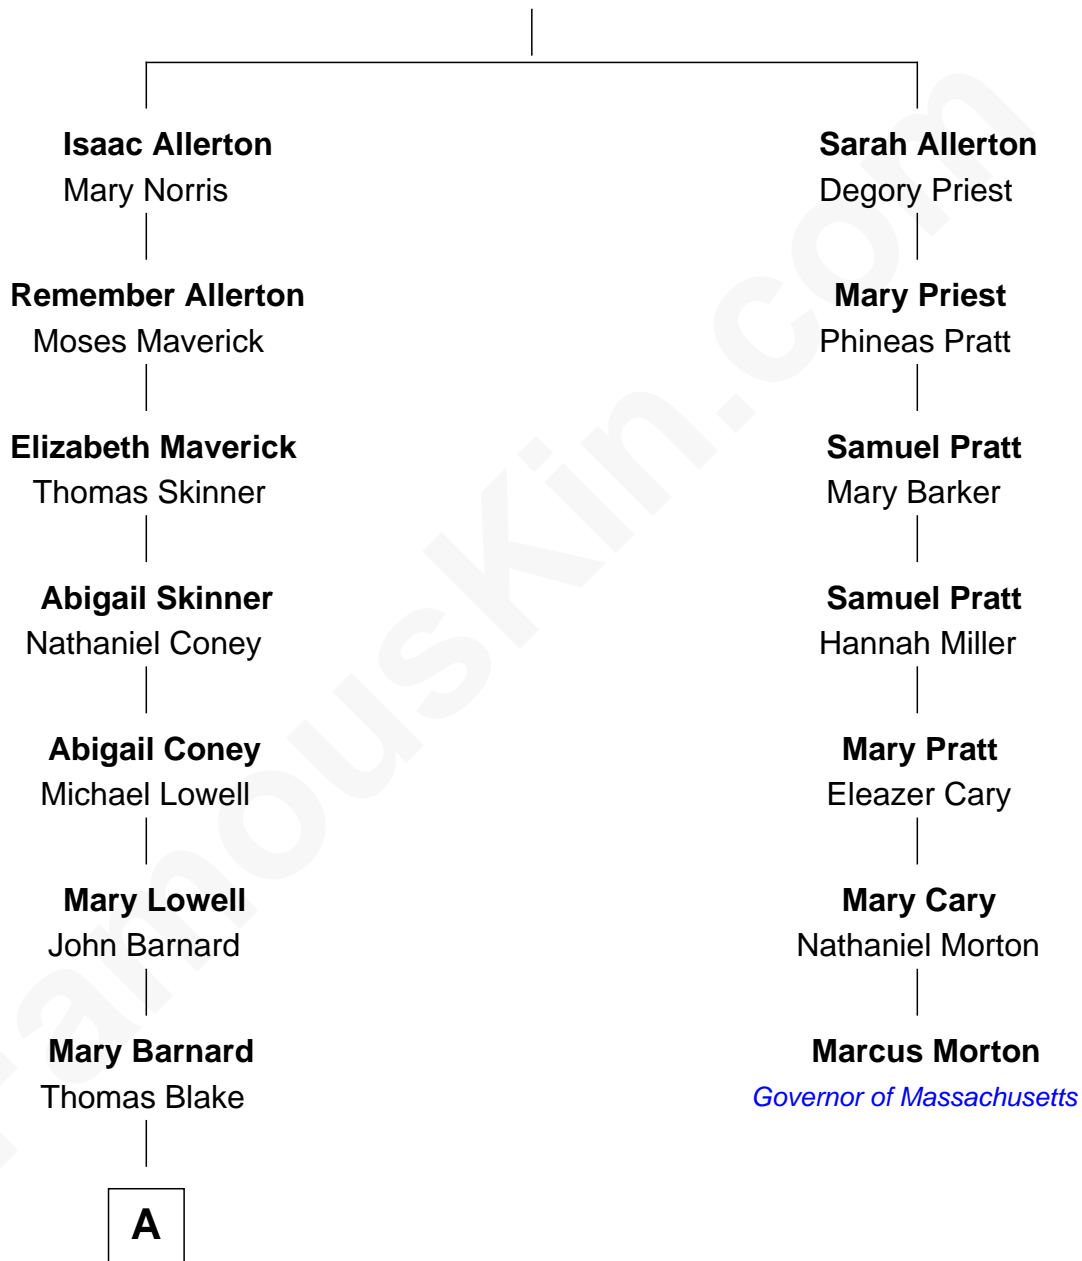 Isaac Allerton
Mary Norris
Sarah Allerton
Degory Priest
Remember Allerton
Moses Maverick
Mary Priest
Phineas Pratt
Elizabeth Maverick
Thomas Skinner
Samuel Pratt
Mary Barker
Abigail Skinner
Nathaniel Coney
Samuel Pratt
Hannah Miller
Abigail Coney
Michael Lowell
Mary Pratt
Eleazer Cary
Mary Lowell
John Barnard
Mary Cary
Nathaniel Morton
Mary Barnard
Thomas Blake
Marcus Morton
Governor of Massachusetts
A
FamousKin.com